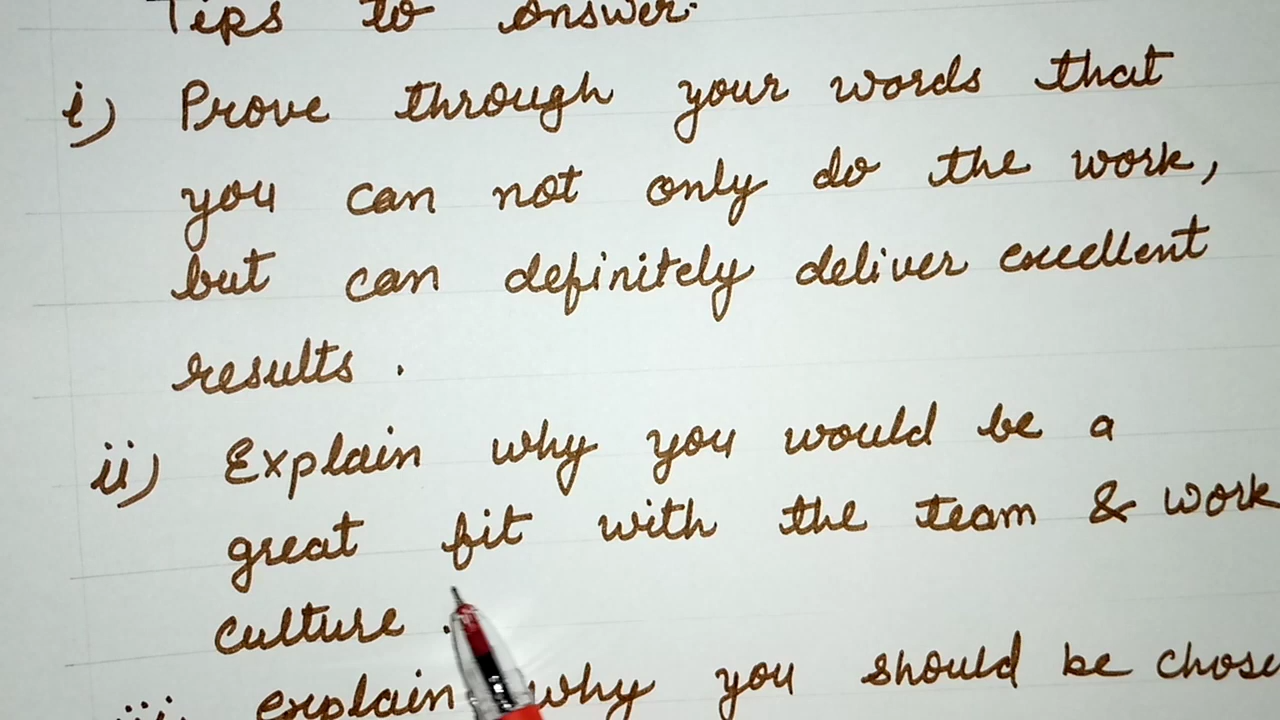 Tips to answer.
i) Prove through your words that
you can not only do the work,
but can definitely deliver excellent
results.
ii) Explain why you would be a
great fit with the team & work
culture.
iii. explain why you should be chose